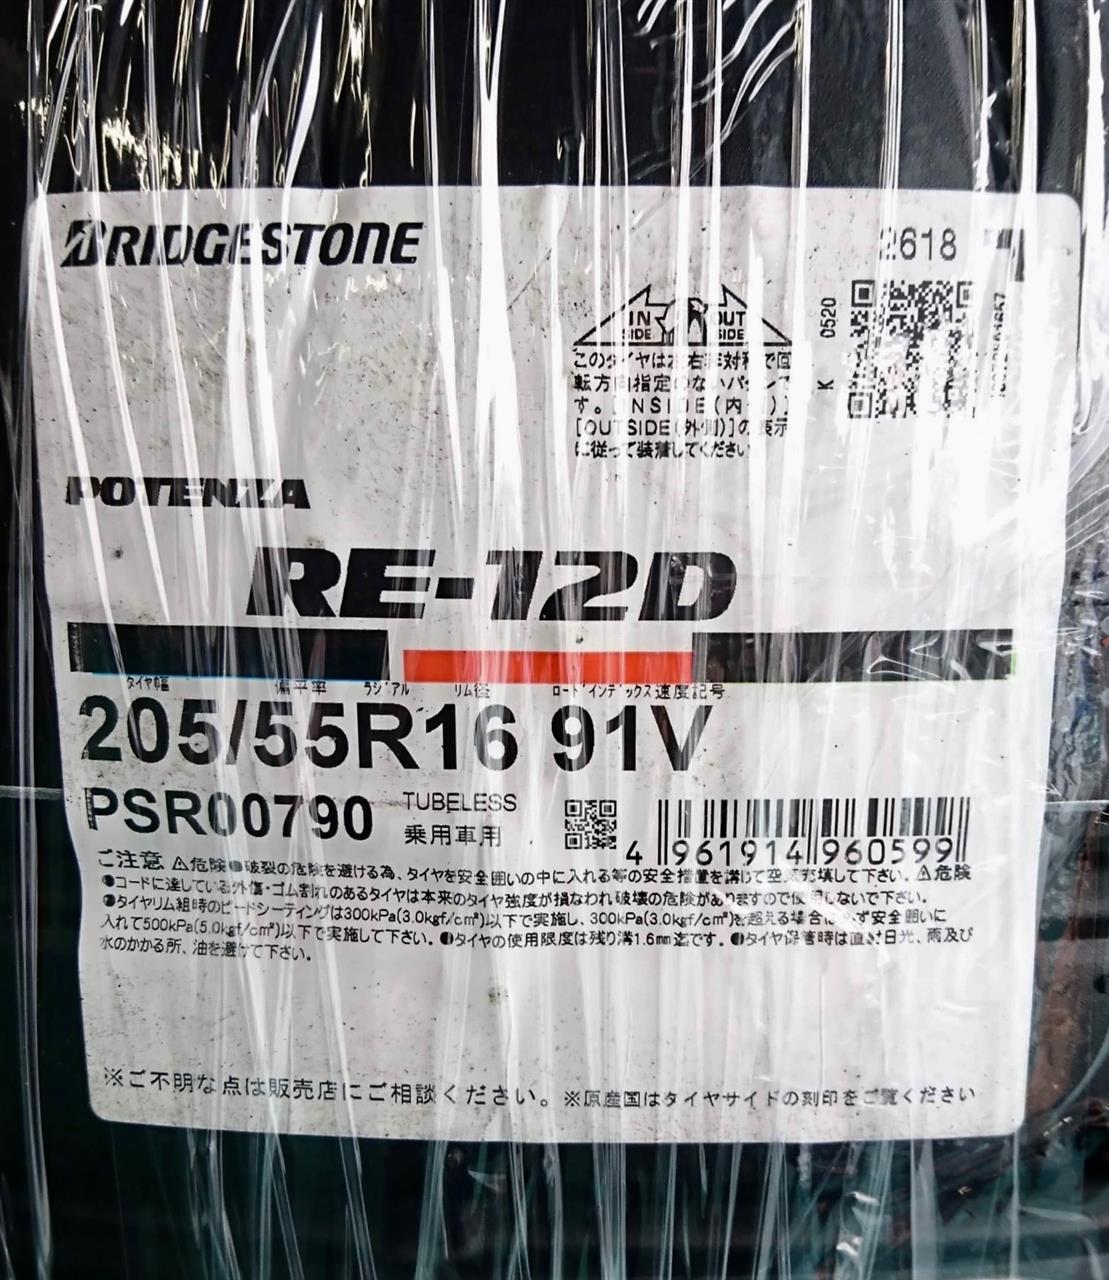 BRIDGESTONE
2618
IN
SIDE
OUT
SIDE
K 0520
このタイヤは左右非対称で回
転方向指定のないパタンで
す。[INSIDE(内側)]
[OUTSIDE(外側)]の表示
に従って装着してください
POTENZA
RE-12D
タイヤ幅 偏平率 ラジアル リム径 ロードインデックス 速度記号
205/55R16 91V
PSR00790 TUBELESS
乗用車用
4 961914 960599
ご注意 ⚠危険●破裂の危険を避ける為、タイヤを安全囲いの中に入れる等の安全措置を講じて空気充填して下さい。⚠危険
●コードに達している外傷・ゴム割れのあるタイヤは本来のタイヤ強度が損なわれ破壊の危険がありますので使用しないで下さい。
●タイヤリム組時のビードシーティングは300kPa(3.0kgf/cm²)以下で実施し、300kPa(3.0kgf/cm²)を超える場合は必ず安全囲いに
入れて500kPa(5.0kgf/cm²)以下で実施して下さい。●タイヤの使用限度は残り溝1.6mm迄です。●タイヤ保管時は直射日光、雨及び
水のかかる所、油を避けて下さい。
※ご不明な点は販売店にご相談ください。※原産国はタイヤサイドの刻印をご覧ください